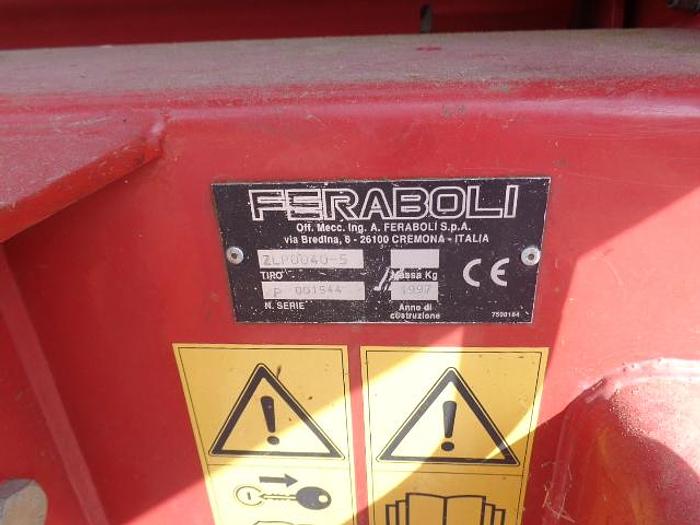 FERABOLI
Off. Mecc. Ing. A. FERABOLI S.p.A.
via Bredina, 6 - 26100 CREMONA - ITALIA
ZLP0040-5
TIPO Massa Kg
P 001544 1997
N. SERIE Anno di
costruzione
CE
7500164